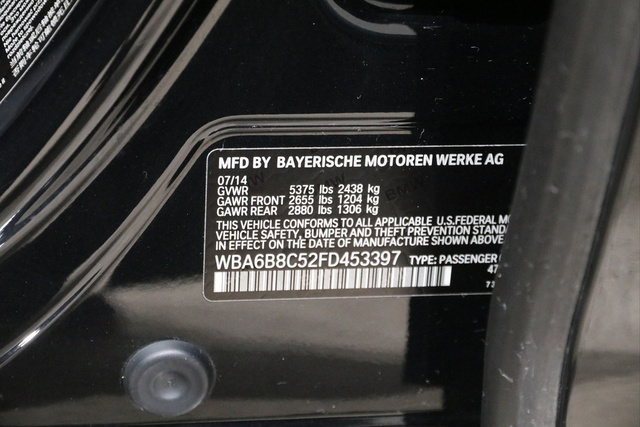 MFD BY BAYERISCHE MOTOREN WERKE AG
07/14
GVWR 5375 lbs 2438 kg
GAWR FRONT 2655 lbs 1204 kg
GAWR REAR 2880 lbs 1306 kg
THIS VEHICLE CONFORMS TO ALL APPLICABLE U.S.FEDERAL
VEHICLE SAFETY, BUMPER AND THEFT PREVENTION
IN EFFECT ON THE DATE OF MANUFACTURE SHOWN
WBA6B8C52FD453397 TYPE: PASSENGER
47
73